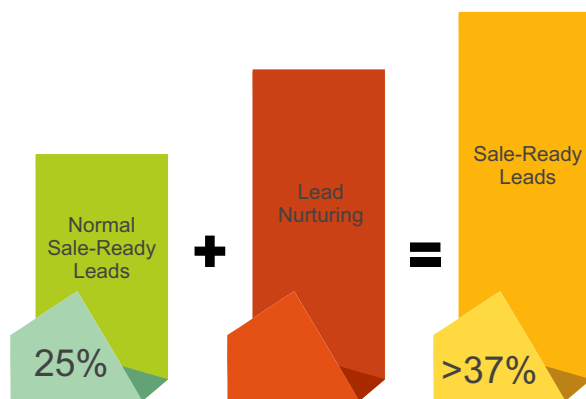 Normal
Sale-Ready
Leads
25%
+
Lead
Nurturing
=
Sale-Ready
Leads
>37%